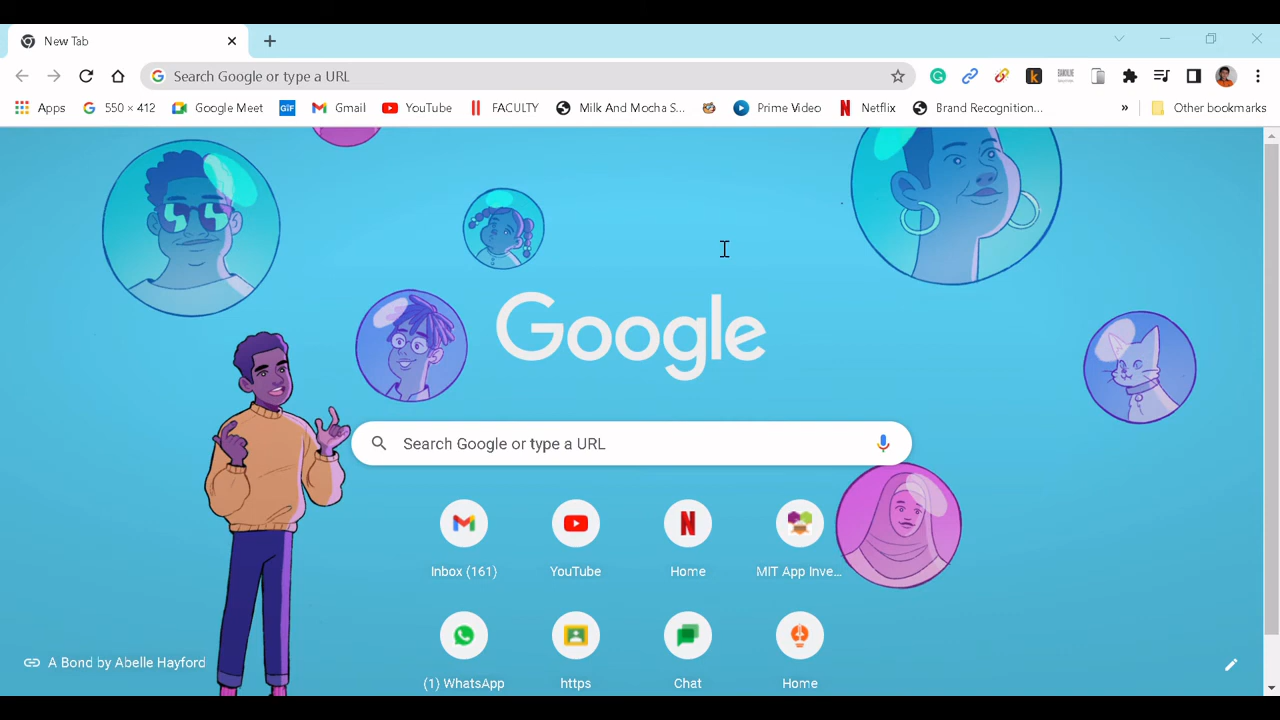 New Tab
Search Google or type a URL
Apps 550 × 412 Google Meet GIF Gmail YouTube FACULTY Milk And Mocha S... Prime Video Netflix Brand Recognition... » Other bookmarks
Google
Search Google or type a URL
Inbox (161) YouTube Home MIT App Inve...
(1) WhatsApp https Chat Home
A Bond by Abelle Hayford